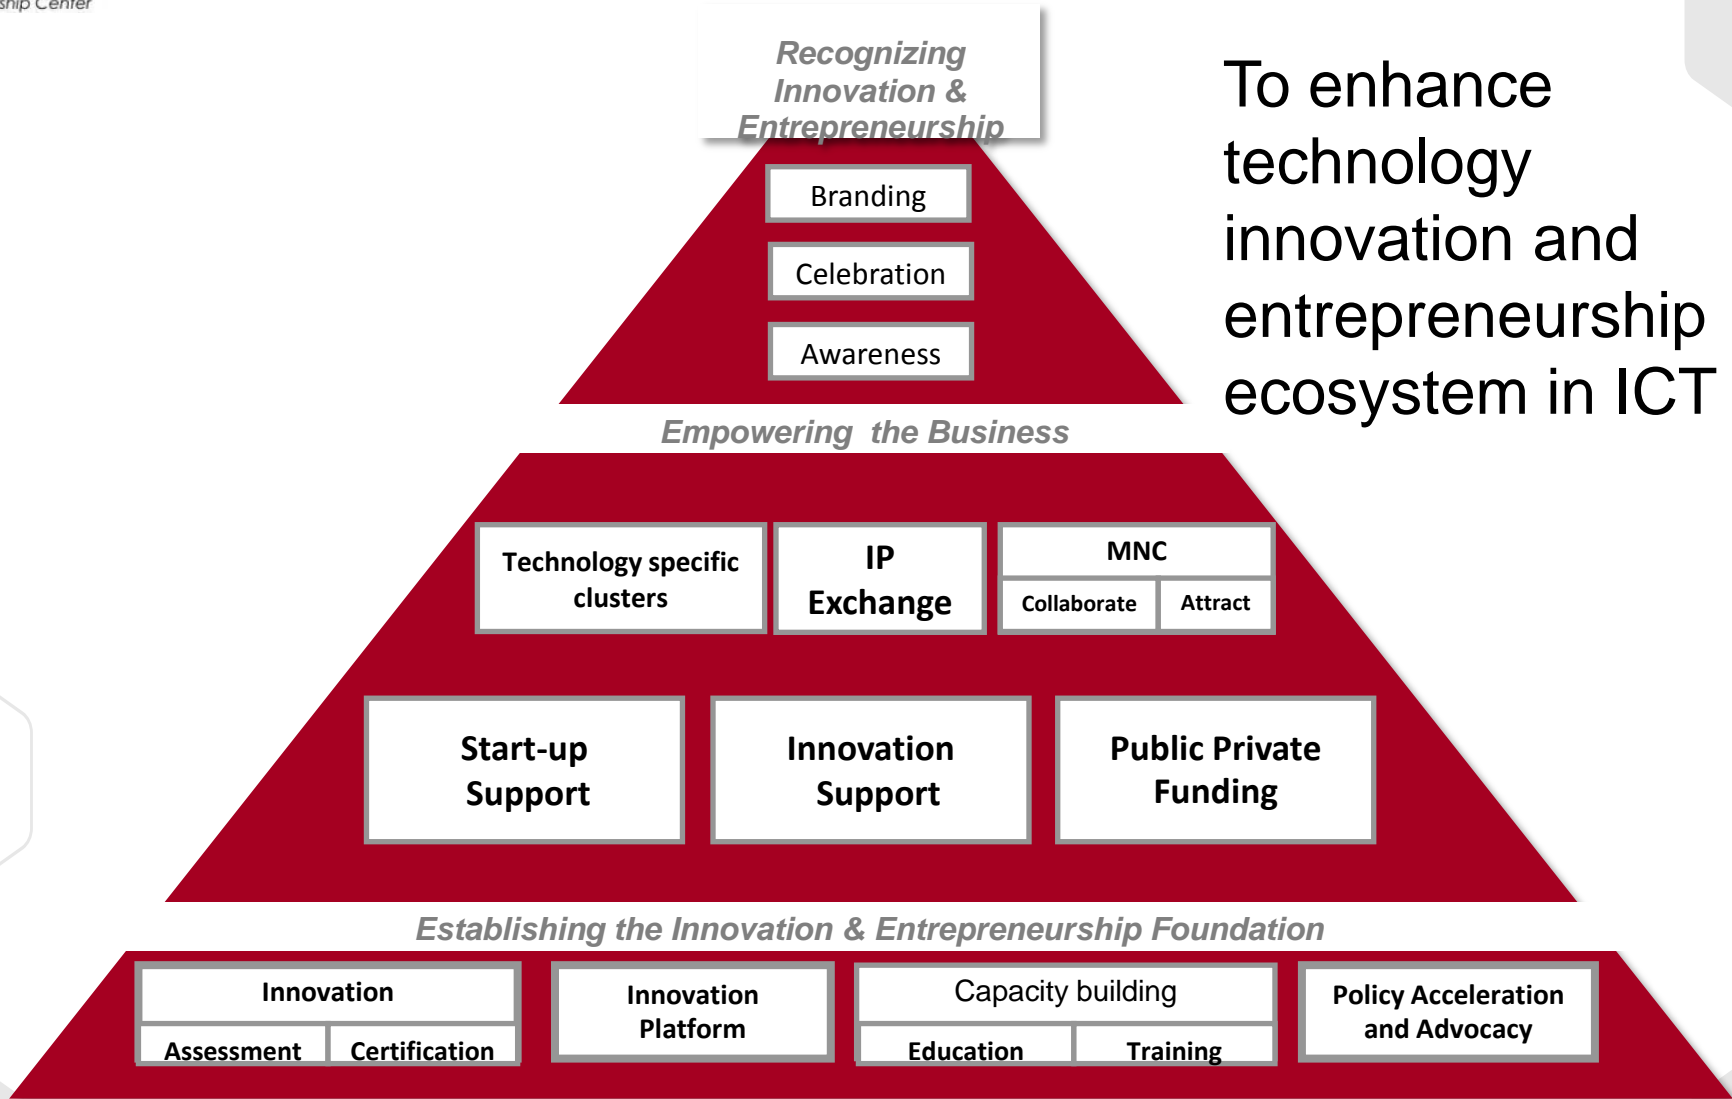 ship Center
Recognizing
Innovation &
Entrepreneurship
To enhance
technology
innovation and
entrepreneurship
ecosystem in ICT
Branding
Celebration
Awareness
Empowering the Business
Technology specific
clusters
IP
Exchange
MNC
Collaborate Attract
Start-up
Support
Innovation
Support
Public Private
Funding
Establishing the Innovation & Entrepreneurship Foundation
Innovation
Assessment Certification
Innovation
Platform
Capacity building
Education Training
Policy Acceleration
and Advocacy